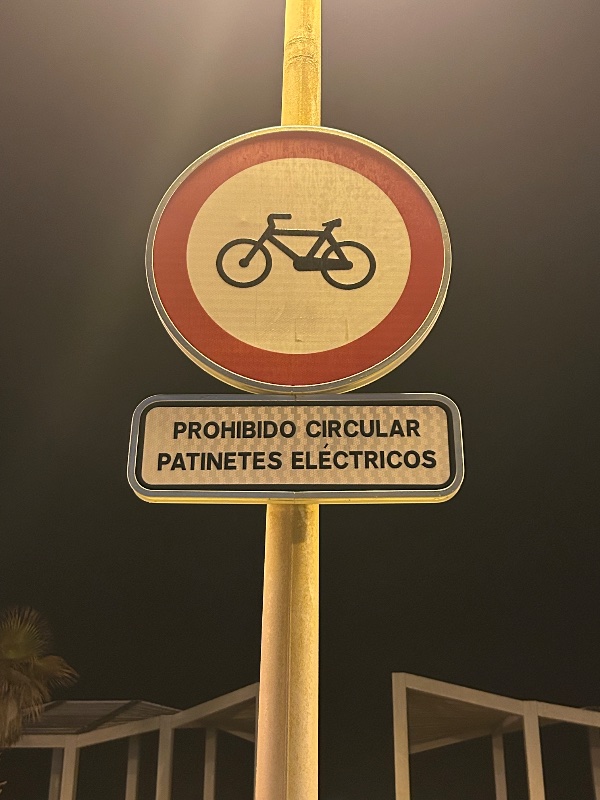 PROHIBIDO CIRCULAR
PATINETES ELÉCTRICOS